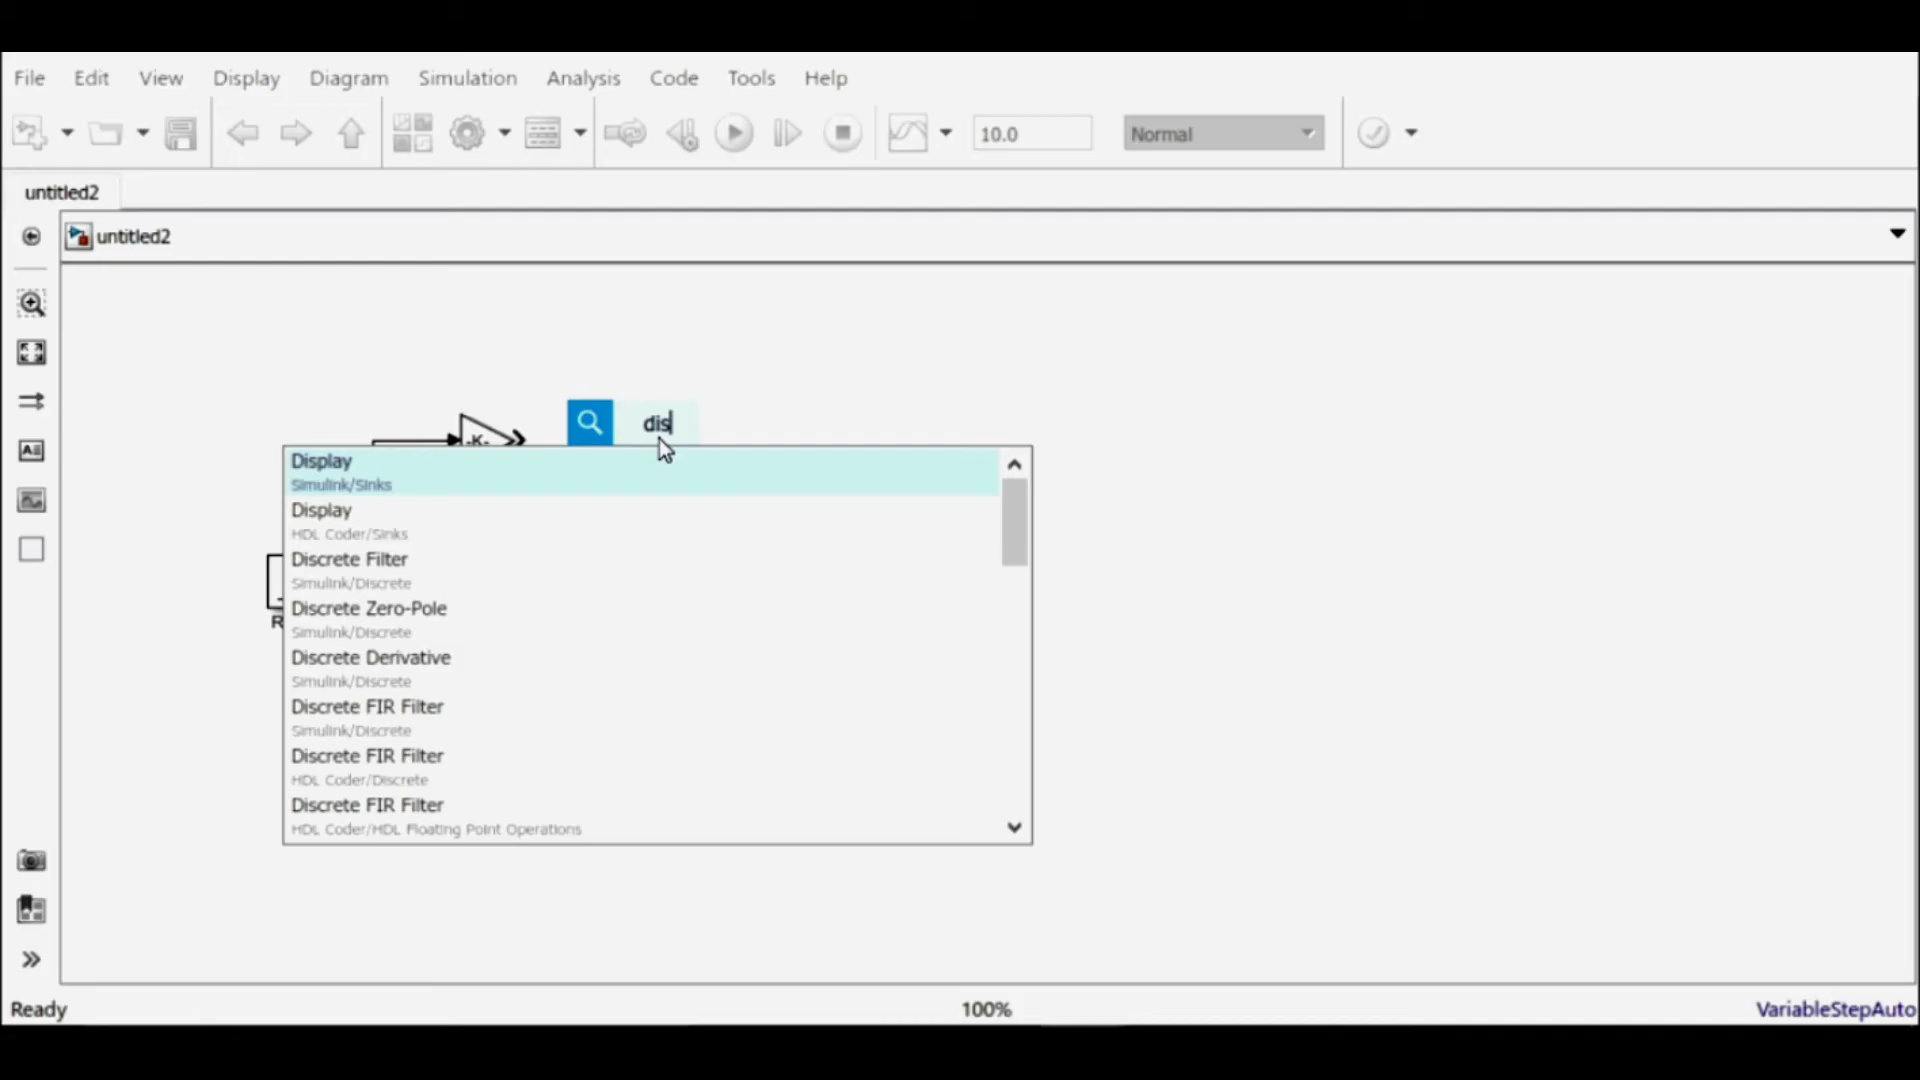 File Edit View Display Diagram Simulation Analysis Code Tools Help
10.0 Normal
untitled2
untitled2
dis
-K-
Display
Simulink/Sinks
Display
HDL Coder/Sinks
Discrete Filter
Simulink/Discrete
Discrete Zero-Pole
Simulink/Discrete
R
Discrete Derivative
Simulink/Discrete
Discrete FIR Filter
Simulink/Discrete
Discrete FIR Filter
HDL Coder/Discrete
Discrete FIR Filter
HDL Coder/HDL Floating Point Operations
Ready 100% VariableStepAuto